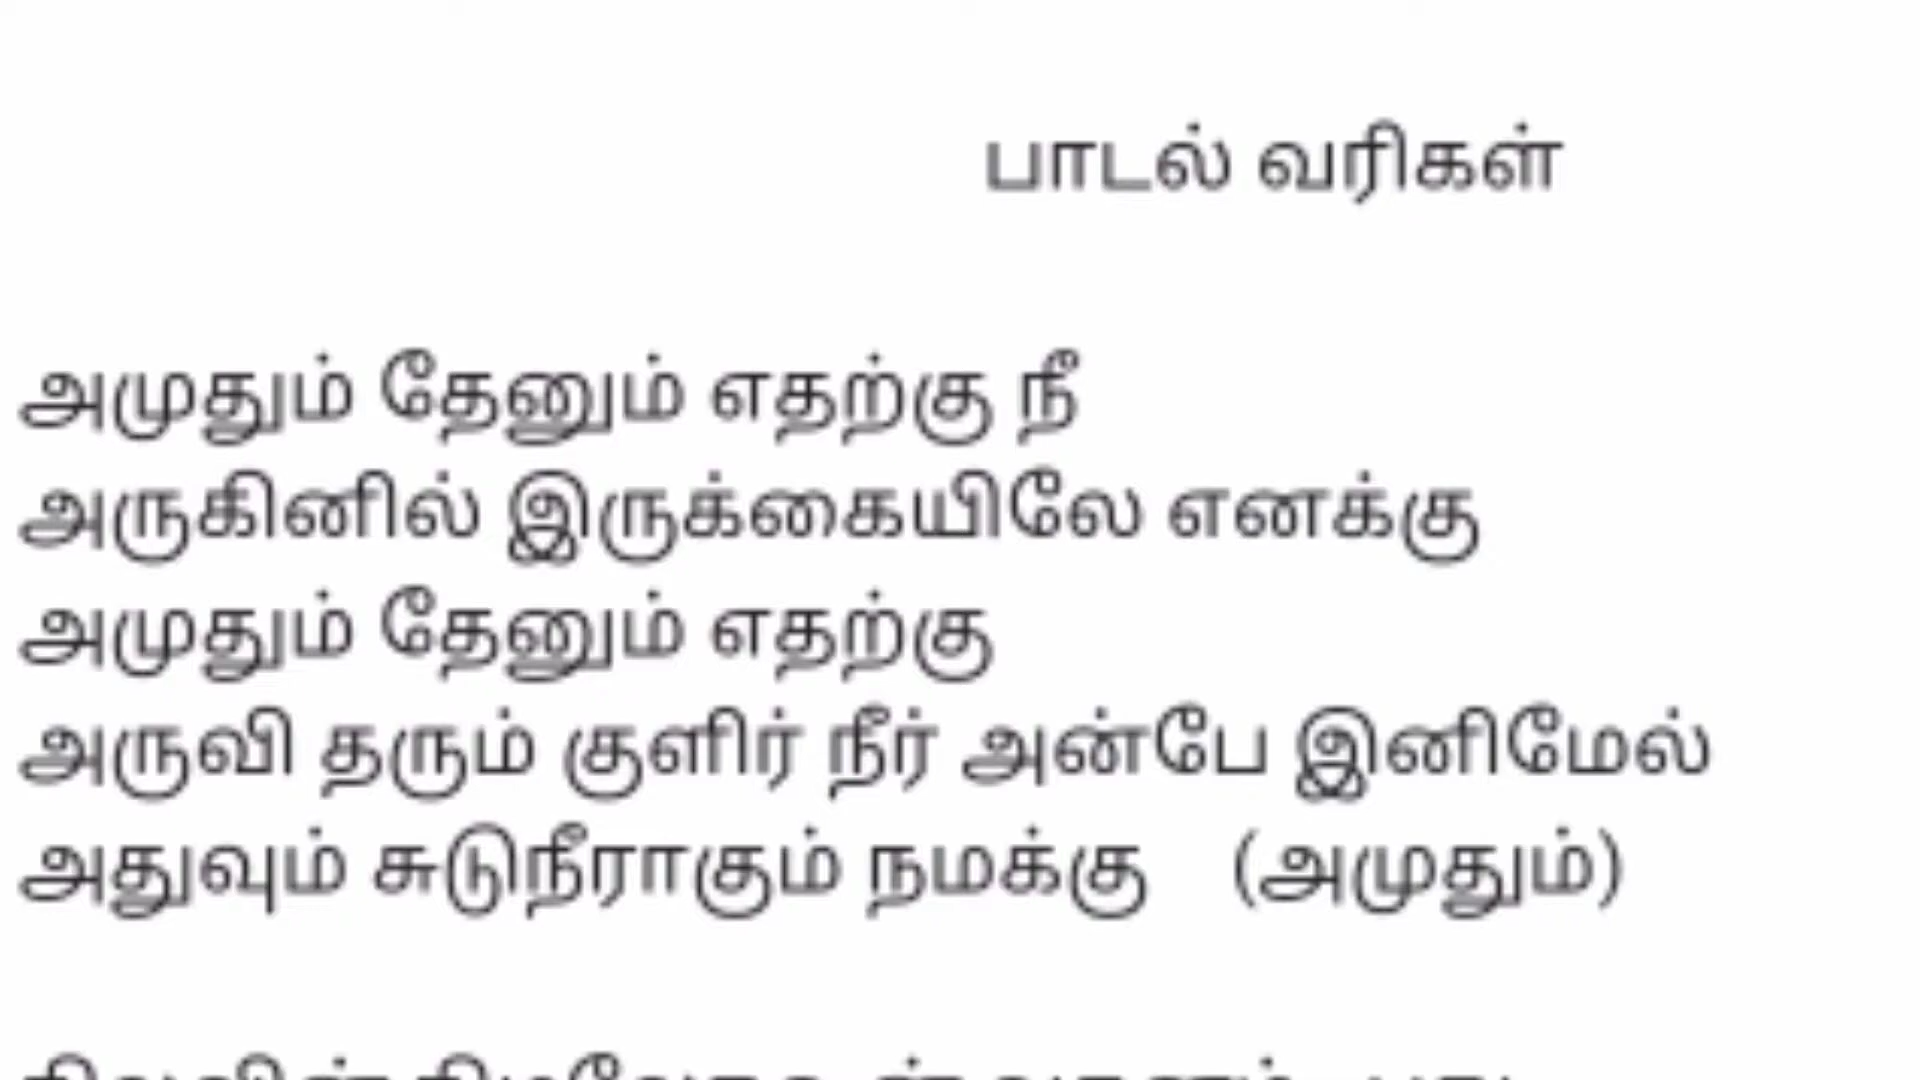 பாடல் வரிகள்
அமுதும் தேனும் எதற்கு நீ
அருகினில் இருக்கையிலே எனக்கு
அமுதும் தேனும் எதற்கு
அருவி தரும் குளிர் நீர் அன்பே இனிமேல்
அதுவும் சுடுநீராகும் நமக்கு (அமுதும்)